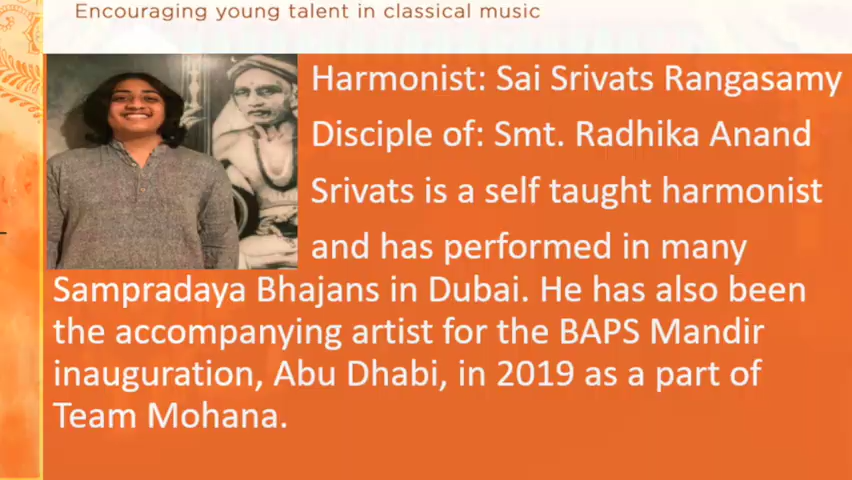 Encouraging young talent in classical music
Harmonist: Sai Srivats Rangasamy
Disciple of: Smt. Radhika Anand
Srivats is a self taught harmonist
and has performed in many
Sampradaya Bhajans in Dubai. He has also been
the accompanying artist for the BAPS Mandir
inauguration, Abu Dhabi, in 2019 as a part of
Team Mohana.